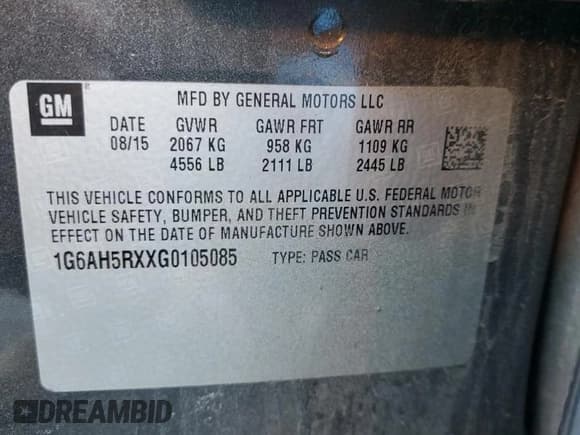 GM
®
MFD BY GENERAL MOTORS LLC
DATE GVWR GAWR FRT GAWR RR
08/15 2067 KG 958 KG 1109 KG
4556 LB 2111 LB 2445 LB
THIS VEHICLE CONFORMS TO ALL APPLICABLE U.S. FEDERAL MOTOR
VEHICLE SAFETY, BUMPER, AND THEFT PREVENTION STANDARDS IN
EFFECT ON THE DATE OF MANUFACTURE SHOWN ABOVE.
1G6AH5RXXG0105085 TYPE: PASS CAR
DREAMBID